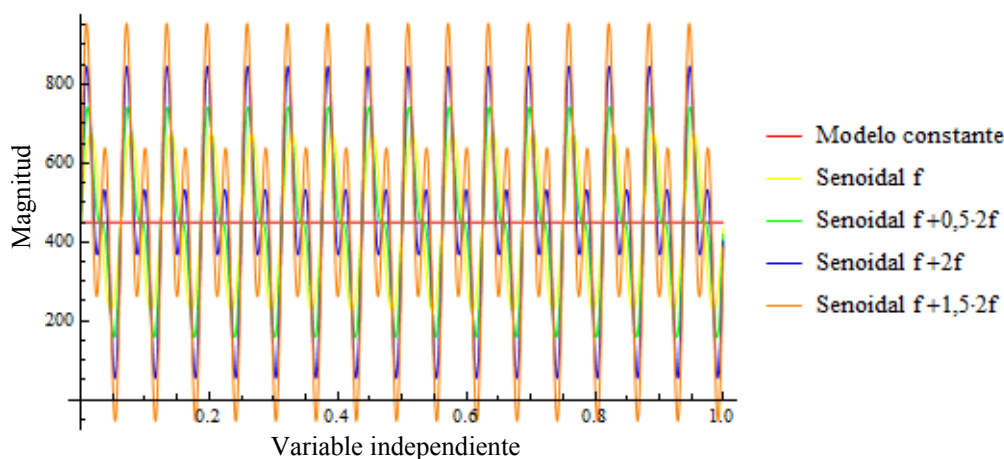 800
600
400
200
0.2 0.4 0.6 0.8 1.0
Magnitud
Variable independiente
Modelo constante
Senoidal f
Senoidal f+0,5·2f
Senoidal f+2f
Senoidal f+1,5·2f